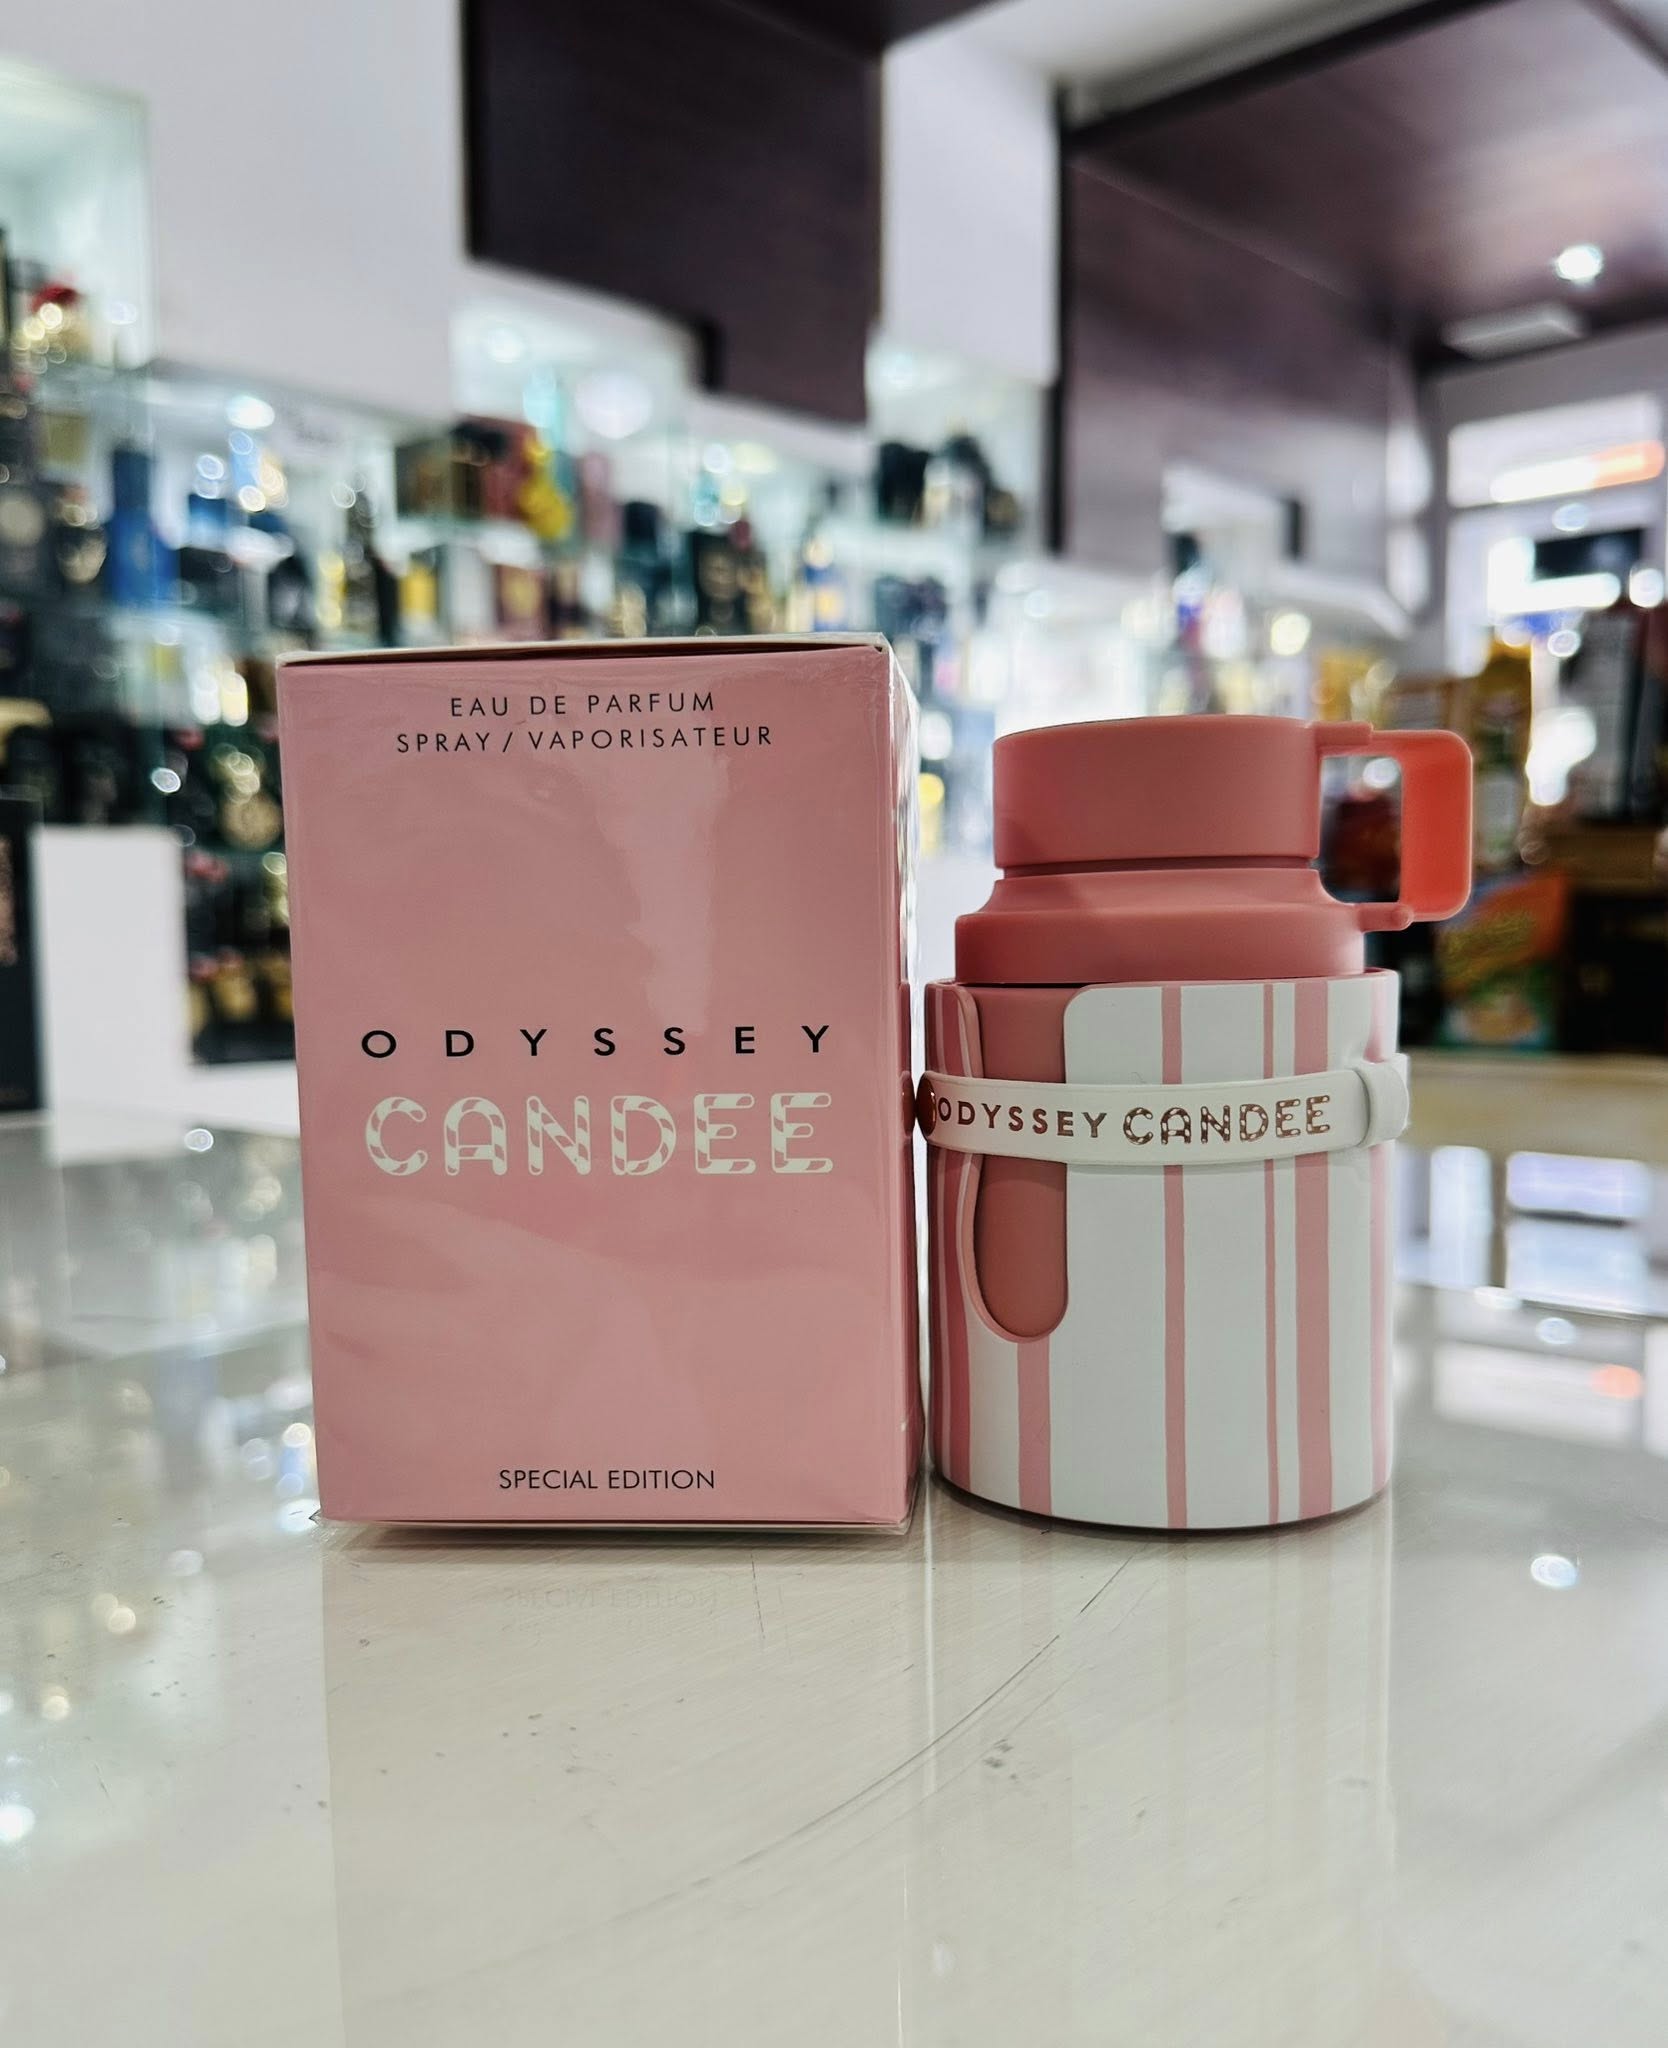 EAU DE PARFUM
SPRAY / VAPORISATEUR
ODYSSEY
CANDEE
SPECIAL EDITION
ODYSSEY CANDEE